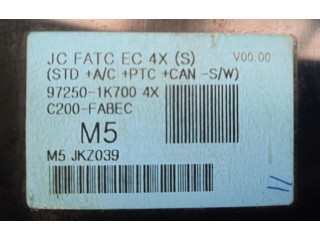 JC FATC EC 4X (S) V00.00
(STD +A/C +PTC +CAN -S/W)
97250-1K700 4X
C200-FABEC
M5
M5 JKZ039